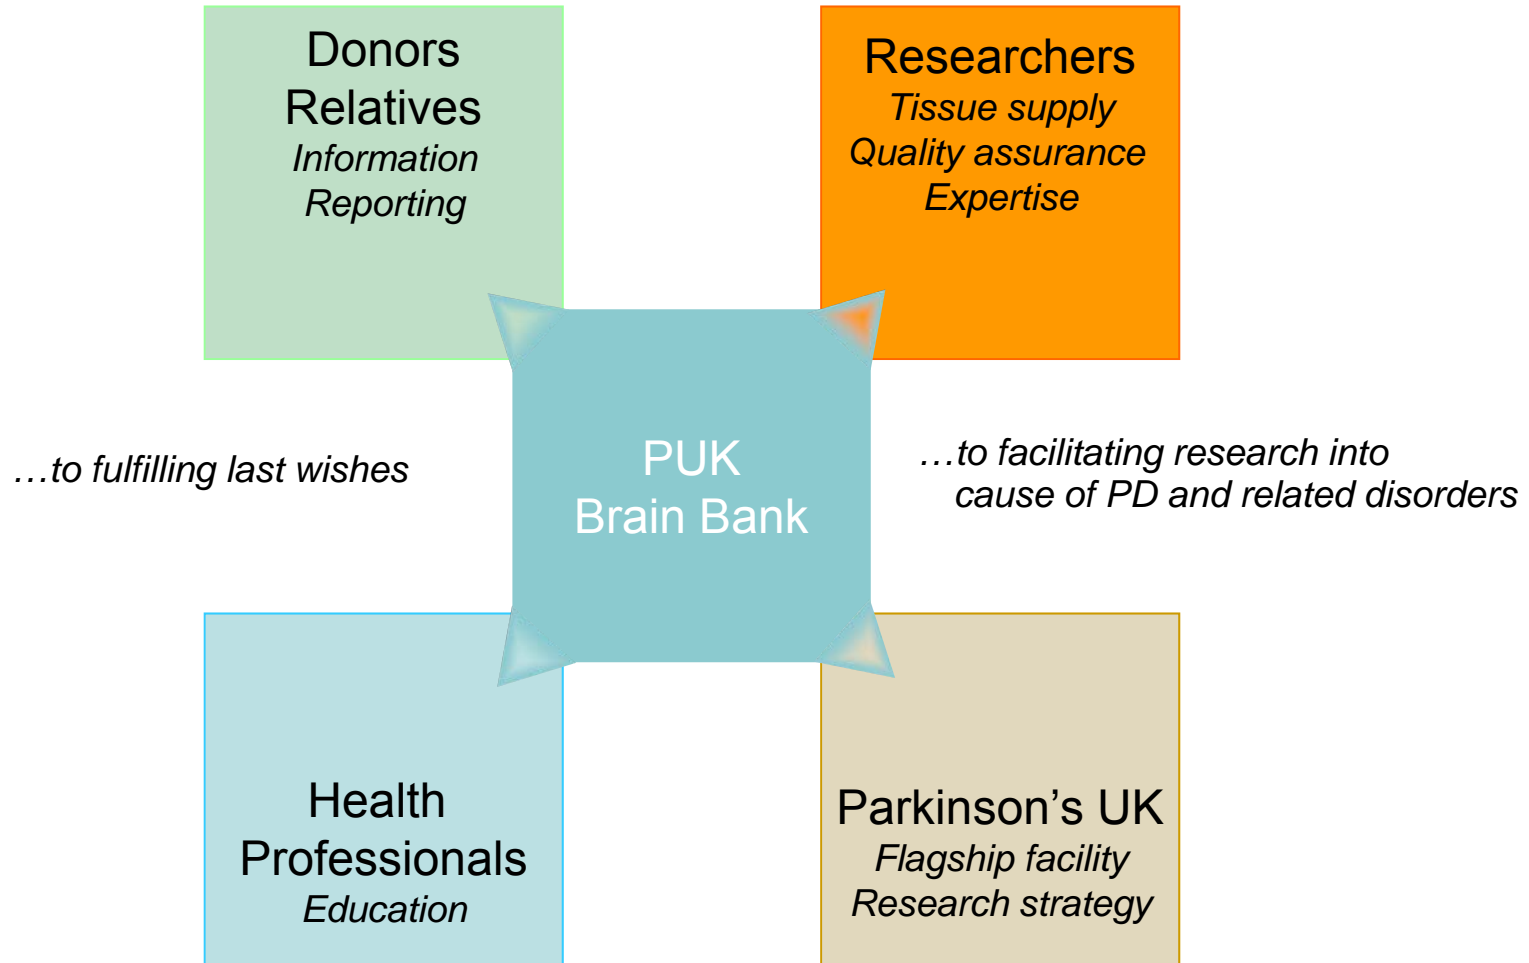 Donors
Relatives
Information
Reporting
Researchers
Tissue supply
Quality assurance
Expertise
…to fulfilling last wishes
PUK
Brain Bank
…to facilitating research into
cause of PD and related disorders
Health
Professionals
Education
Parkinson’s UK
Flagship facility
Research strategy